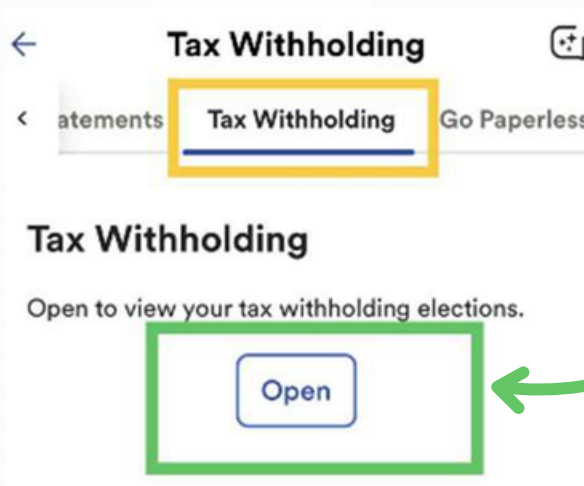 Tax Withholding
atements Tax Withholding Go Paperless
Tax Withholding
Open to view your tax withholding elections.
Open